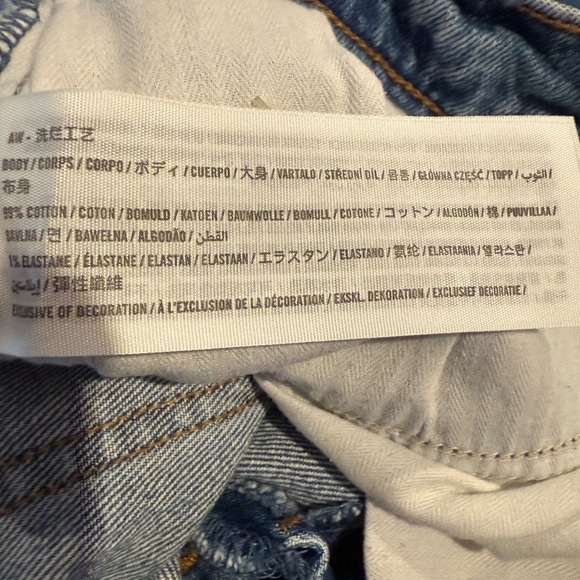 AW - 洗烂工艺
BODY / CORPS / CORPO / ボディ / CUERPO / 大身 / VARTALO / STŘEDNÍ DÍL / 몸통 / GŁÓWNA CZĘŚĆ / TOPP / الثوب /
布身
99% COTTON / COTON / BOMULD / KATOEN / BAUMWOLLE / BOMULL / COTONE / コットン / ALGODÓN / 棉 / PUUVILLAA /
BAVLNA / 면 / BAWEŁNA / ALGODÃO / القطن
1% ELASTANE / ÉLASTANE / ELASTAN / ELASTAAN / エラスタン / ELASTANO / 氨纶 / ELASTAANIA / 엘라스탄 /
إيلاستين / 彈性纖維
EXCLUSIVE OF DECORATION / À L'EXCLUSION DE LA DÉCORATION / EKSKL. DEKORATION / EXCLUSIEF DECORATIE /